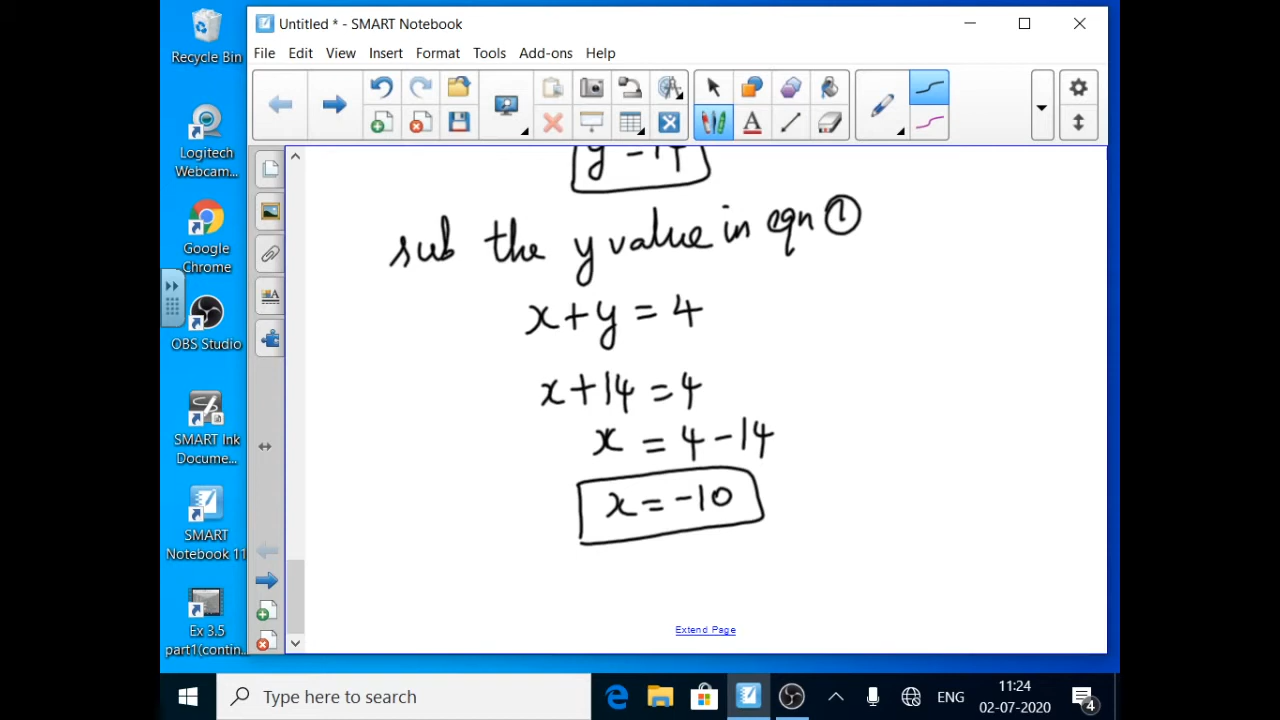 Recycle Bin
Logitech
Webcam...
Google
Chrome
OBS Studio
SMART Ink
Docume...
SMART
Notebook 11
Ex 3.5
part1(contin...
Untitled * - SMART Notebook
File Edit View Insert Format Tools Add-ons Help
sub the y value in eqn ①
x + y = 4
x + 14 = 4
x = 4 - 14
x = -10
Extend Page
Type here to search
ENG
11:24
02-07-2020
4